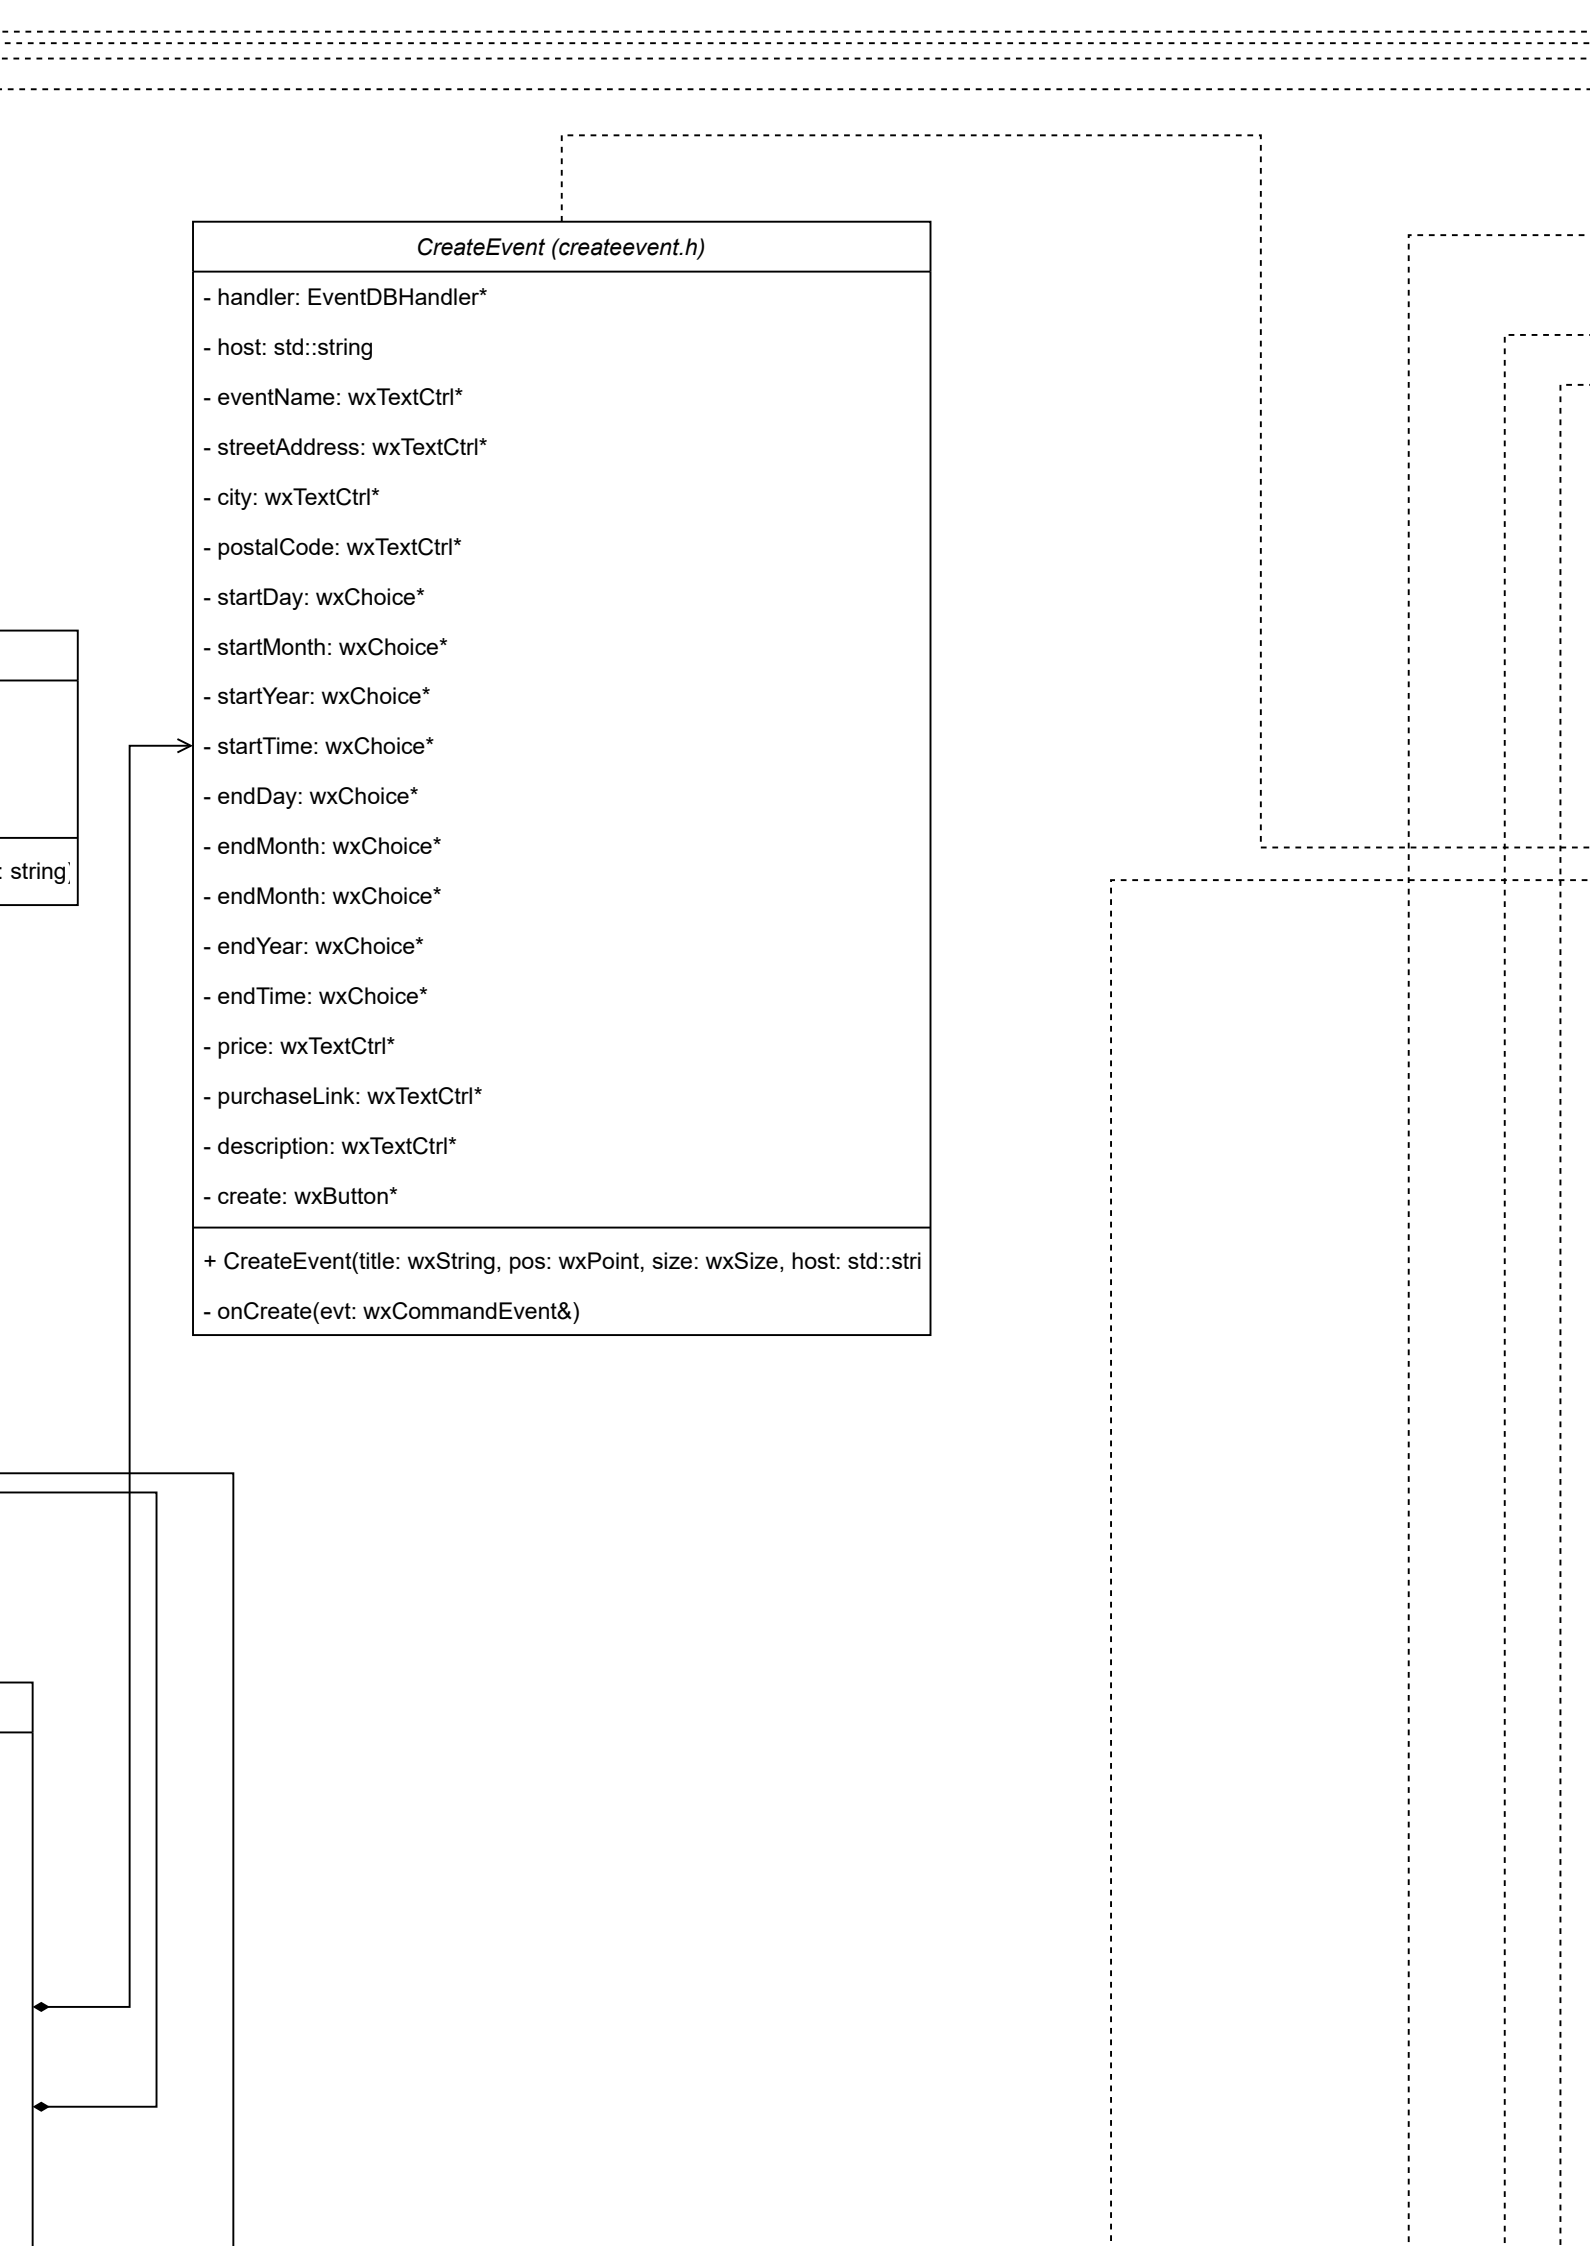 CreateEvent (createevent.h)
- handler: EventDBHandler*
- host: std::string
- eventName: wxTextCtrl*
- streetAddress: wxTextCtrl*
- city: wxTextCtrl*
- postalCode: wxTextCtrl*
- startDay: wxChoice*
- startMonth: wxChoice*
- startYear: wxChoice*
- startTime: wxChoice*
- endDay: wxChoice*
- endMonth: wxChoice*
: string)
- endMonth: wxChoice*
- endYear: wxChoice*
- endTime: wxChoice*
- price: wxTextCtrl*
- purchaseLink: wxTextCtrl*
- description: wxTextCtrl*
- create: wxButton*
+ CreateEvent(title: wxString, pos: wxPoint, size: wxSize, host: std::stri
- onCreate(evt: wxCommandEvent&)